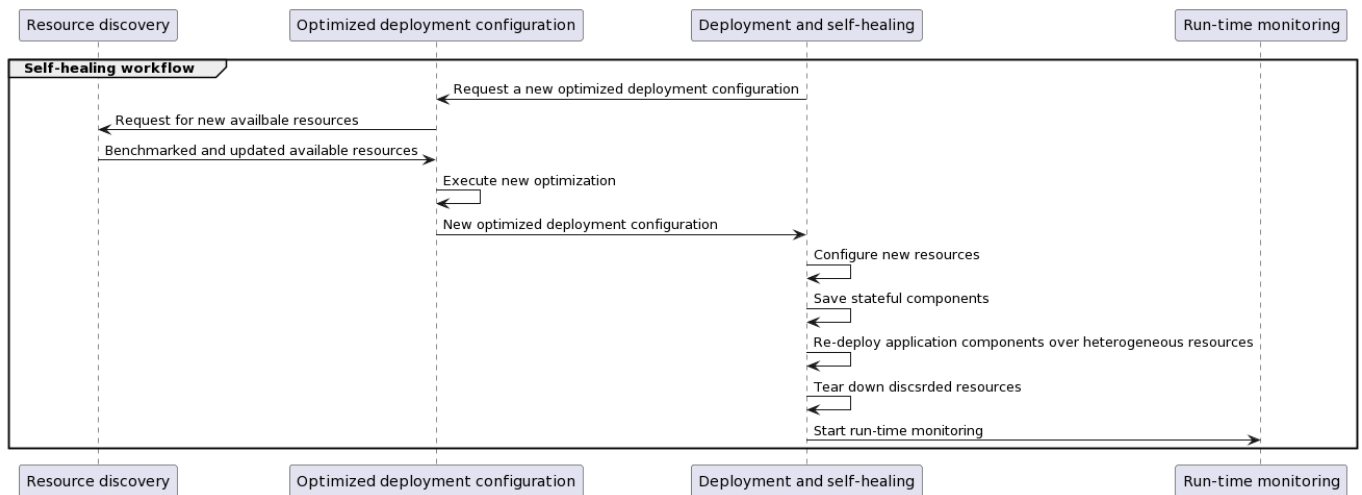 Resource discovery
Optimized deployment configuration
Deployment and self-healing
Run-time monitoring
Self-healing workflow
Request a new optimized deployment configuration
Request for new availbale resources
Benchmarked and updated available resources
Execute new optimization
New optimized deployment configuration
Configure new resources
Save stateful components
Re-deploy application components over heterogeneous resources
Tear down discsrded resources
Start run-time monitoring
Resource discovery
Optimized deployment configuration
Deployment and self-healing
Run-time monitoring